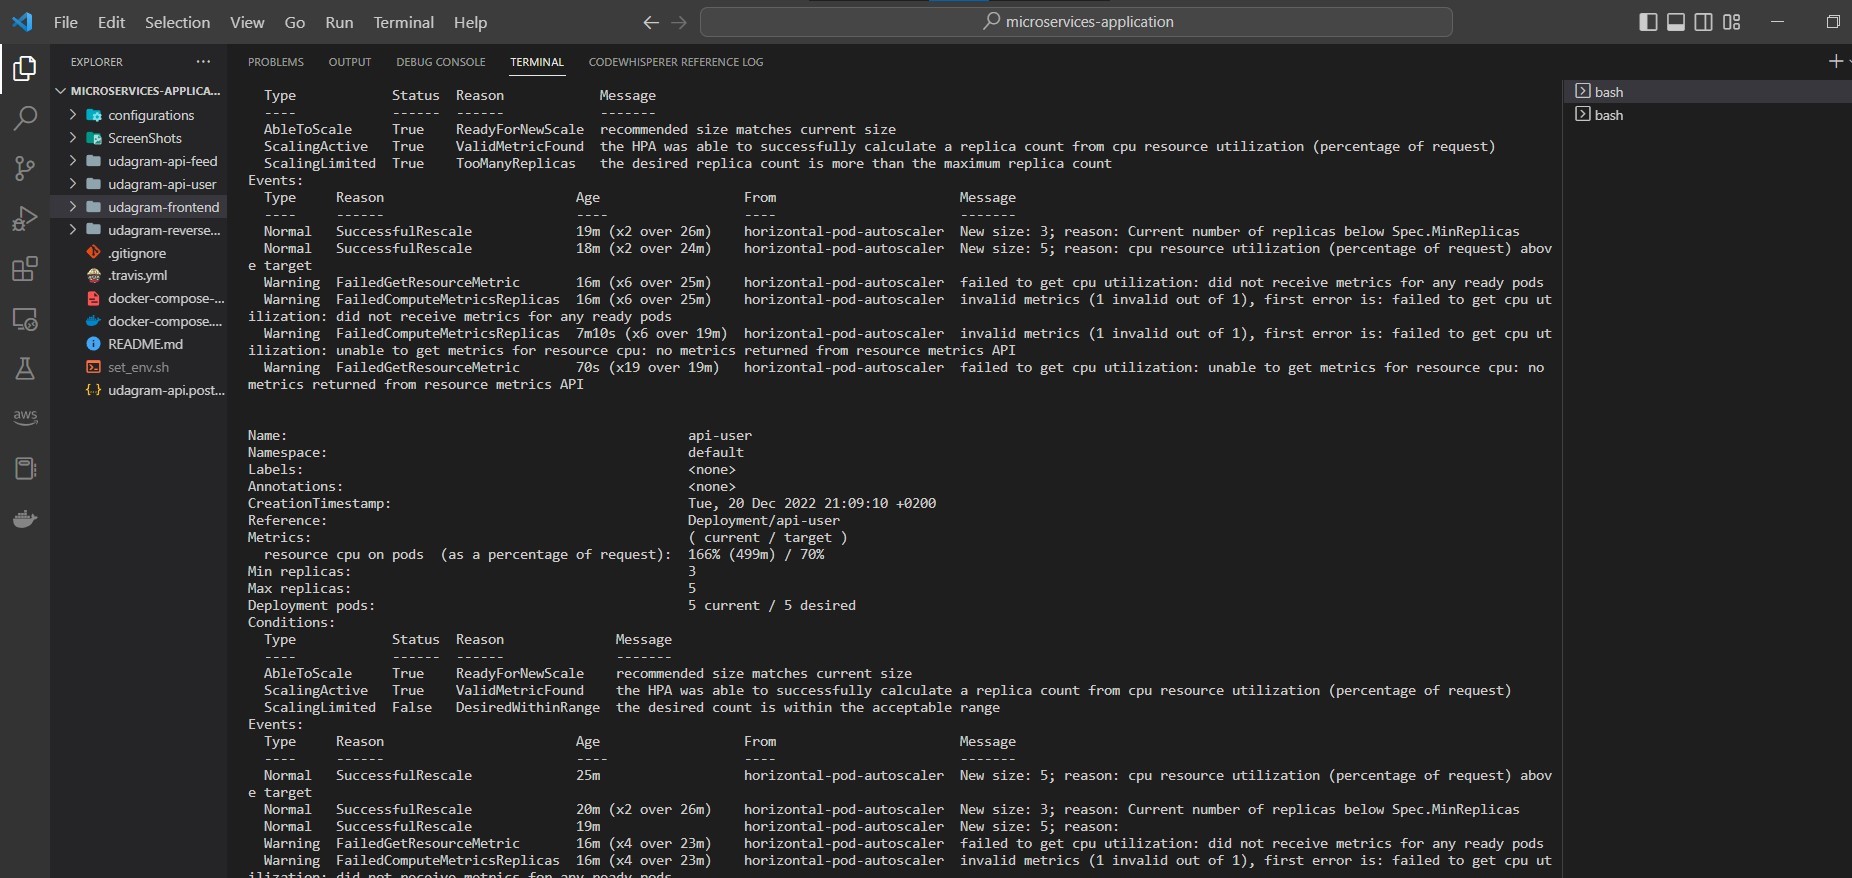 File Edit Selection View Go Run Terminal Help
microservices-application
EXPLORER
MICROSERVICES-APPLICA...
configurations
ScreenShots
udagram-api-feed
udagram-api-user
udagram-frontend
udagram-reverse...
.gitignore
.travis.yml
docker-compose-...
docker-compose....
README.md
set_env.sh
udagram-api.post...
aws
PROBLEMS OUTPUT DEBUG CONSOLE TERMINAL CODEWHISPERER REFERENCE LOG
Type Status Reason Message
---- ------ ------ -------
AbleToScale True ReadyForNewScale recommended size matches current size
ScalingActive True ValidMetricFound the HPA was able to successfully calculate a replica count from cpu resource utilization (percentage of request)
ScalingLimited True TooManyReplicas the desired replica count is more than the maximum replica count
Events:
Type Reason Age From Message
---- ------ ---- ---- -------
Normal SuccessfulRescale 19m (x2 over 26m) horizontal-pod-autoscaler New size: 3; reason: Current number of replicas below Spec.MinReplicas
Normal SuccessfulRescale 18m (x2 over 24m) horizontal-pod-autoscaler New size: 5; reason: cpu resource utilization (percentage of request) abov
e target
Warning FailedGetResourceMetric 16m (x6 over 25m) horizontal-pod-autoscaler failed to get cpu utilization: did not receive metrics for any ready pods
Warning FailedComputeMetricsReplicas 16m (x6 over 25m) horizontal-pod-autoscaler invalid metrics (1 invalid out of 1), first error is: failed to get cpu ut
ilization: did not receive metrics for any ready pods
Warning FailedComputeMetricsReplicas 7m10s (x6 over 19m) horizontal-pod-autoscaler invalid metrics (1 invalid out of 1), first error is: failed to get cpu ut
ilization: unable to get metrics for resource cpu: no metrics returned from resource metrics API
Warning FailedGetResourceMetric 70s (x19 over 19m) horizontal-pod-autoscaler failed to get cpu utilization: unable to get metrics for resource cpu: no
metrics returned from resource metrics API
Name: api-user
Namespace: default
Labels: <none>
Annotations: <none>
CreationTimestamp: Tue, 20 Dec 2022 21:09:10 +0200
Reference: Deployment/api-user
Metrics: ( current / target )
resource cpu on pods (as a percentage of request): 166% (499m) / 70%
Min replicas: 3
Max replicas: 5
Deployment pods: 5 current / 5 desired
Conditions:
Type Status Reason Message
---- ------ ------ -------
AbleToScale True ReadyForNewScale recommended size matches current size
ScalingActive True ValidMetricFound the HPA was able to successfully calculate a replica count from cpu resource utilization (percentage of request)
ScalingLimited False DesiredWithinRange the desired count is within the acceptable range
Events:
Type Reason Age From Message
---- ------ ---- ---- -------
Normal SuccessfulRescale 25m horizontal-pod-autoscaler New size: 5; reason: cpu resource utilization (percentage of request) abov
e target
Normal SuccessfulRescale 20m (x2 over 26m) horizontal-pod-autoscaler New size: 3; reason: Current number of replicas below Spec.MinReplicas
Normal SuccessfulRescale 19m horizontal-pod-autoscaler New size: 5; reason:
Warning FailedGetResourceMetric 16m (x4 over 23m) horizontal-pod-autoscaler failed to get cpu utilization: did not receive metrics for any ready pods
Warning FailedComputeMetricsReplicas 16m (x4 over 23m) horizontal-pod-autoscaler invalid metrics (1 invalid out of 1), first error is: failed to get cpu ut
ilization: did not receive metrics for any ready pods
bash
bash